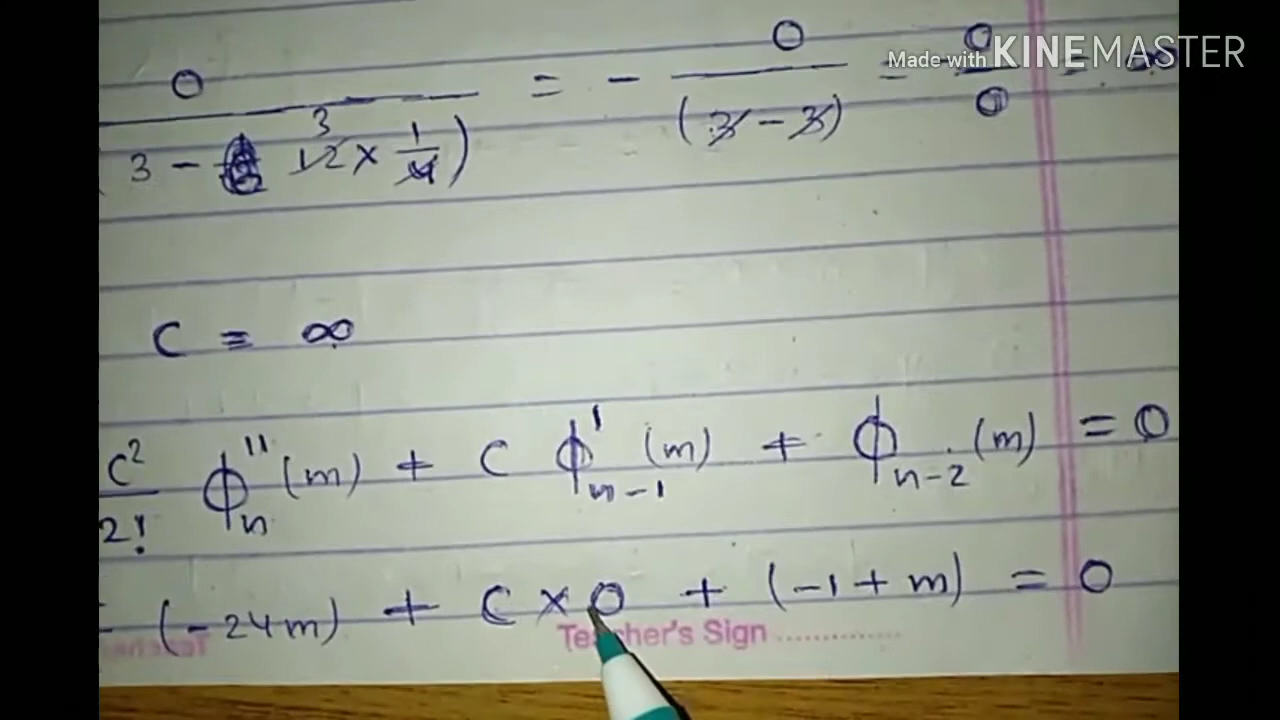 Made with KINEMASTER
0 / (3 - 12 × 1/4) = - 0 / (3 - 3) = 0 / 0 = ∞
3
C = ∞
C² / 2! ϕₙ''(m) + C ϕ'ₙ₋₁(m) + ϕₙ₋₂(m) = 0
(-24m) + C × 0 + (-1 + m) = 0
Teacher's Sign ..............